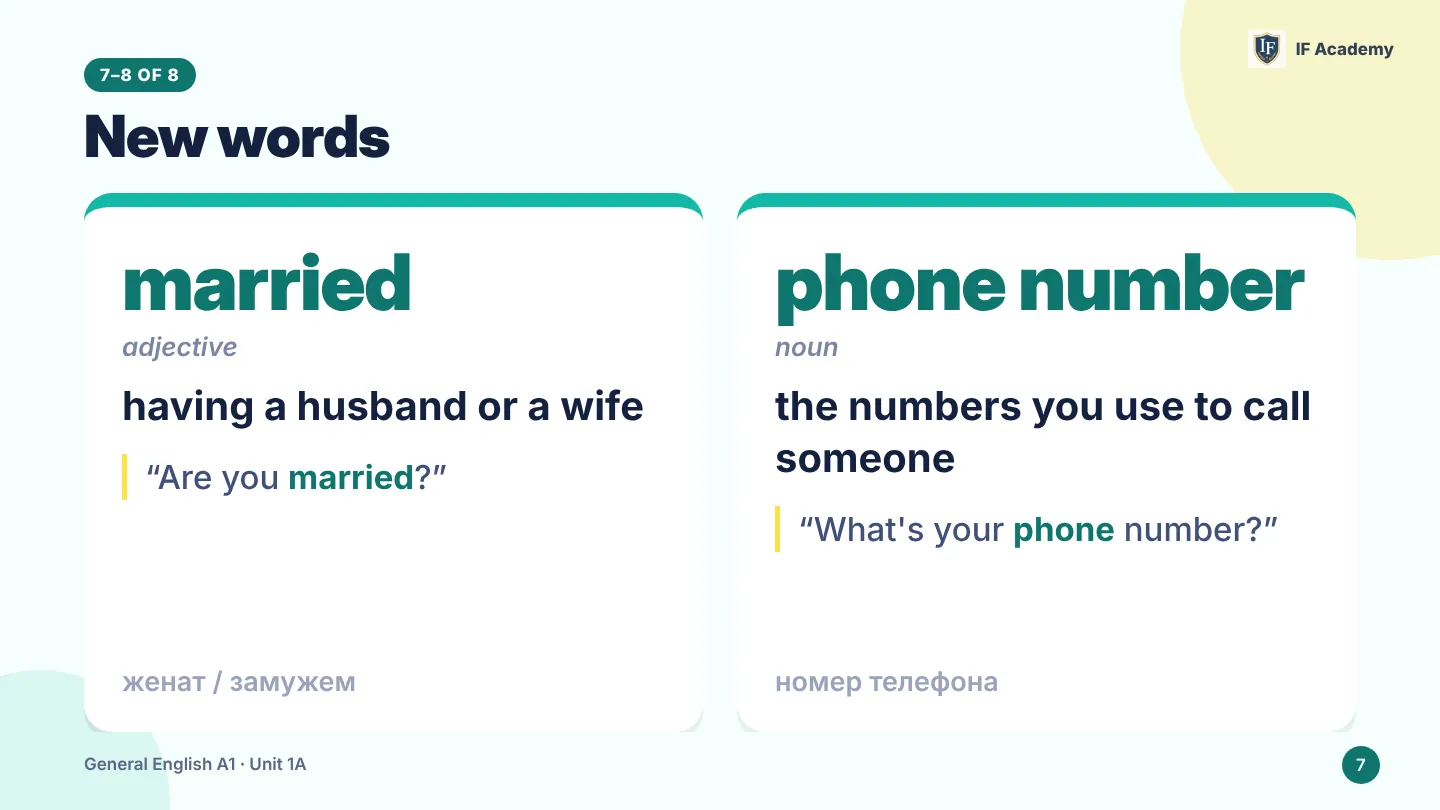 IF
IF Academy
7–8 OF 8
New words
married
adjective
having a husband or a wife
“Are you married?”
женат / замужем
phone number
noun
the numbers you use to call
someone
“What's your phone number?”
номер телефона
General English A1 · Unit 1A
7